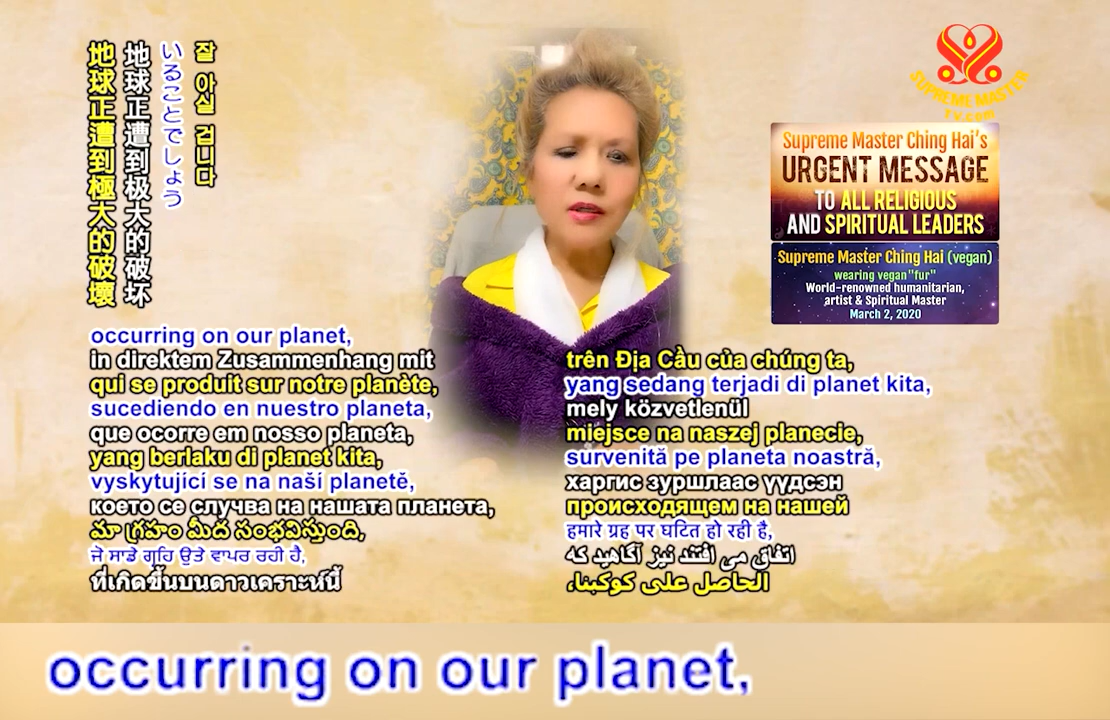 잘 아실 겁니다
いることでしょう
地球正遭到极大的破坏
地球正遭到極大的破壞
SUPREME MASTER
TV.COM
Supreme Master Ching Hai's
URGENT MESSAGE
TO ALL RELIGIOUS
AND SPIRITUAL LEADERS
Supreme Master Ching Hai (vegan)
wearing vegan "fur"
World-renowned humanitarian,
artist & Spiritual Master
March 2, 2020
occurring on our planet,
in direktem Zusammenhang mit
qui se produit sur notre planète,
sucediendo en nuestro planeta,
que ocorre em nosso planeta,
yang berlaku di planet kita,
vyskytující se na naší planetě,
което се случва на нашата планета,
మా గ్రహం మీద సంభవిస్తుంది,
ਜੋ ਸਾਡੇ ਗ੍ਰਹਿ ਉਤੇ ਵਾਪਰ ਰਹੀ ਹੈ,
ที่เกิดขึ้นบนดาวเคราะห์นี้
trên Địa Cầu của chúng ta,
yang sedang terjadi di planet kita,
mely közvetlenül
miejsce na naszej planecie,
survenită pe planeta noastră,
харгис зуршлаас үүдсэн
происходящем на нашей
हमारे ग्रह पर घटित हो रही है,
اتفاق می افتند نیز آگاهید که
الحاصل على كوكبنا،
occurring on our planet,